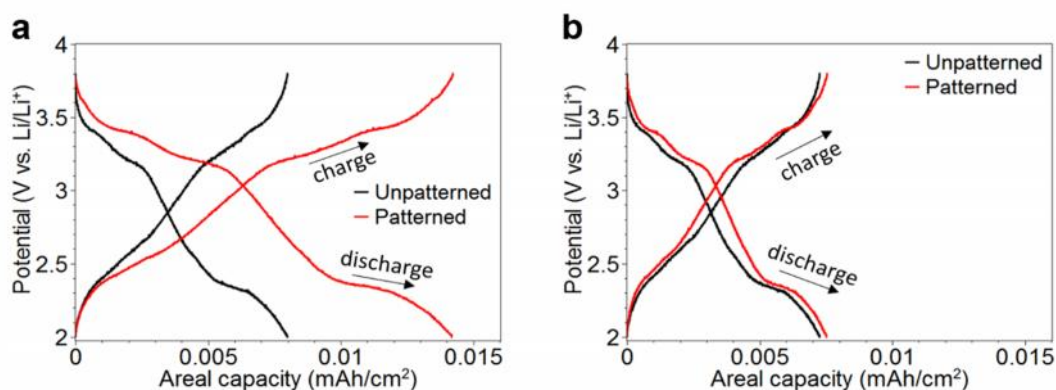 a
4
3.5
3
2.5
2
Potential (V vs. Li/Li⁺)
charge
Unpatterned
Patterned
discharge
0 0.005 0.01 0.015
Areal capacity (mAh/cm²)
b
4
3.5
3
2.5
2
Potential (V vs. Li/Li⁺)
Unpatterned
Patterned
charge
discharge
0 0.005 0.01 0.015
Areal capacity (mAh/cm²)